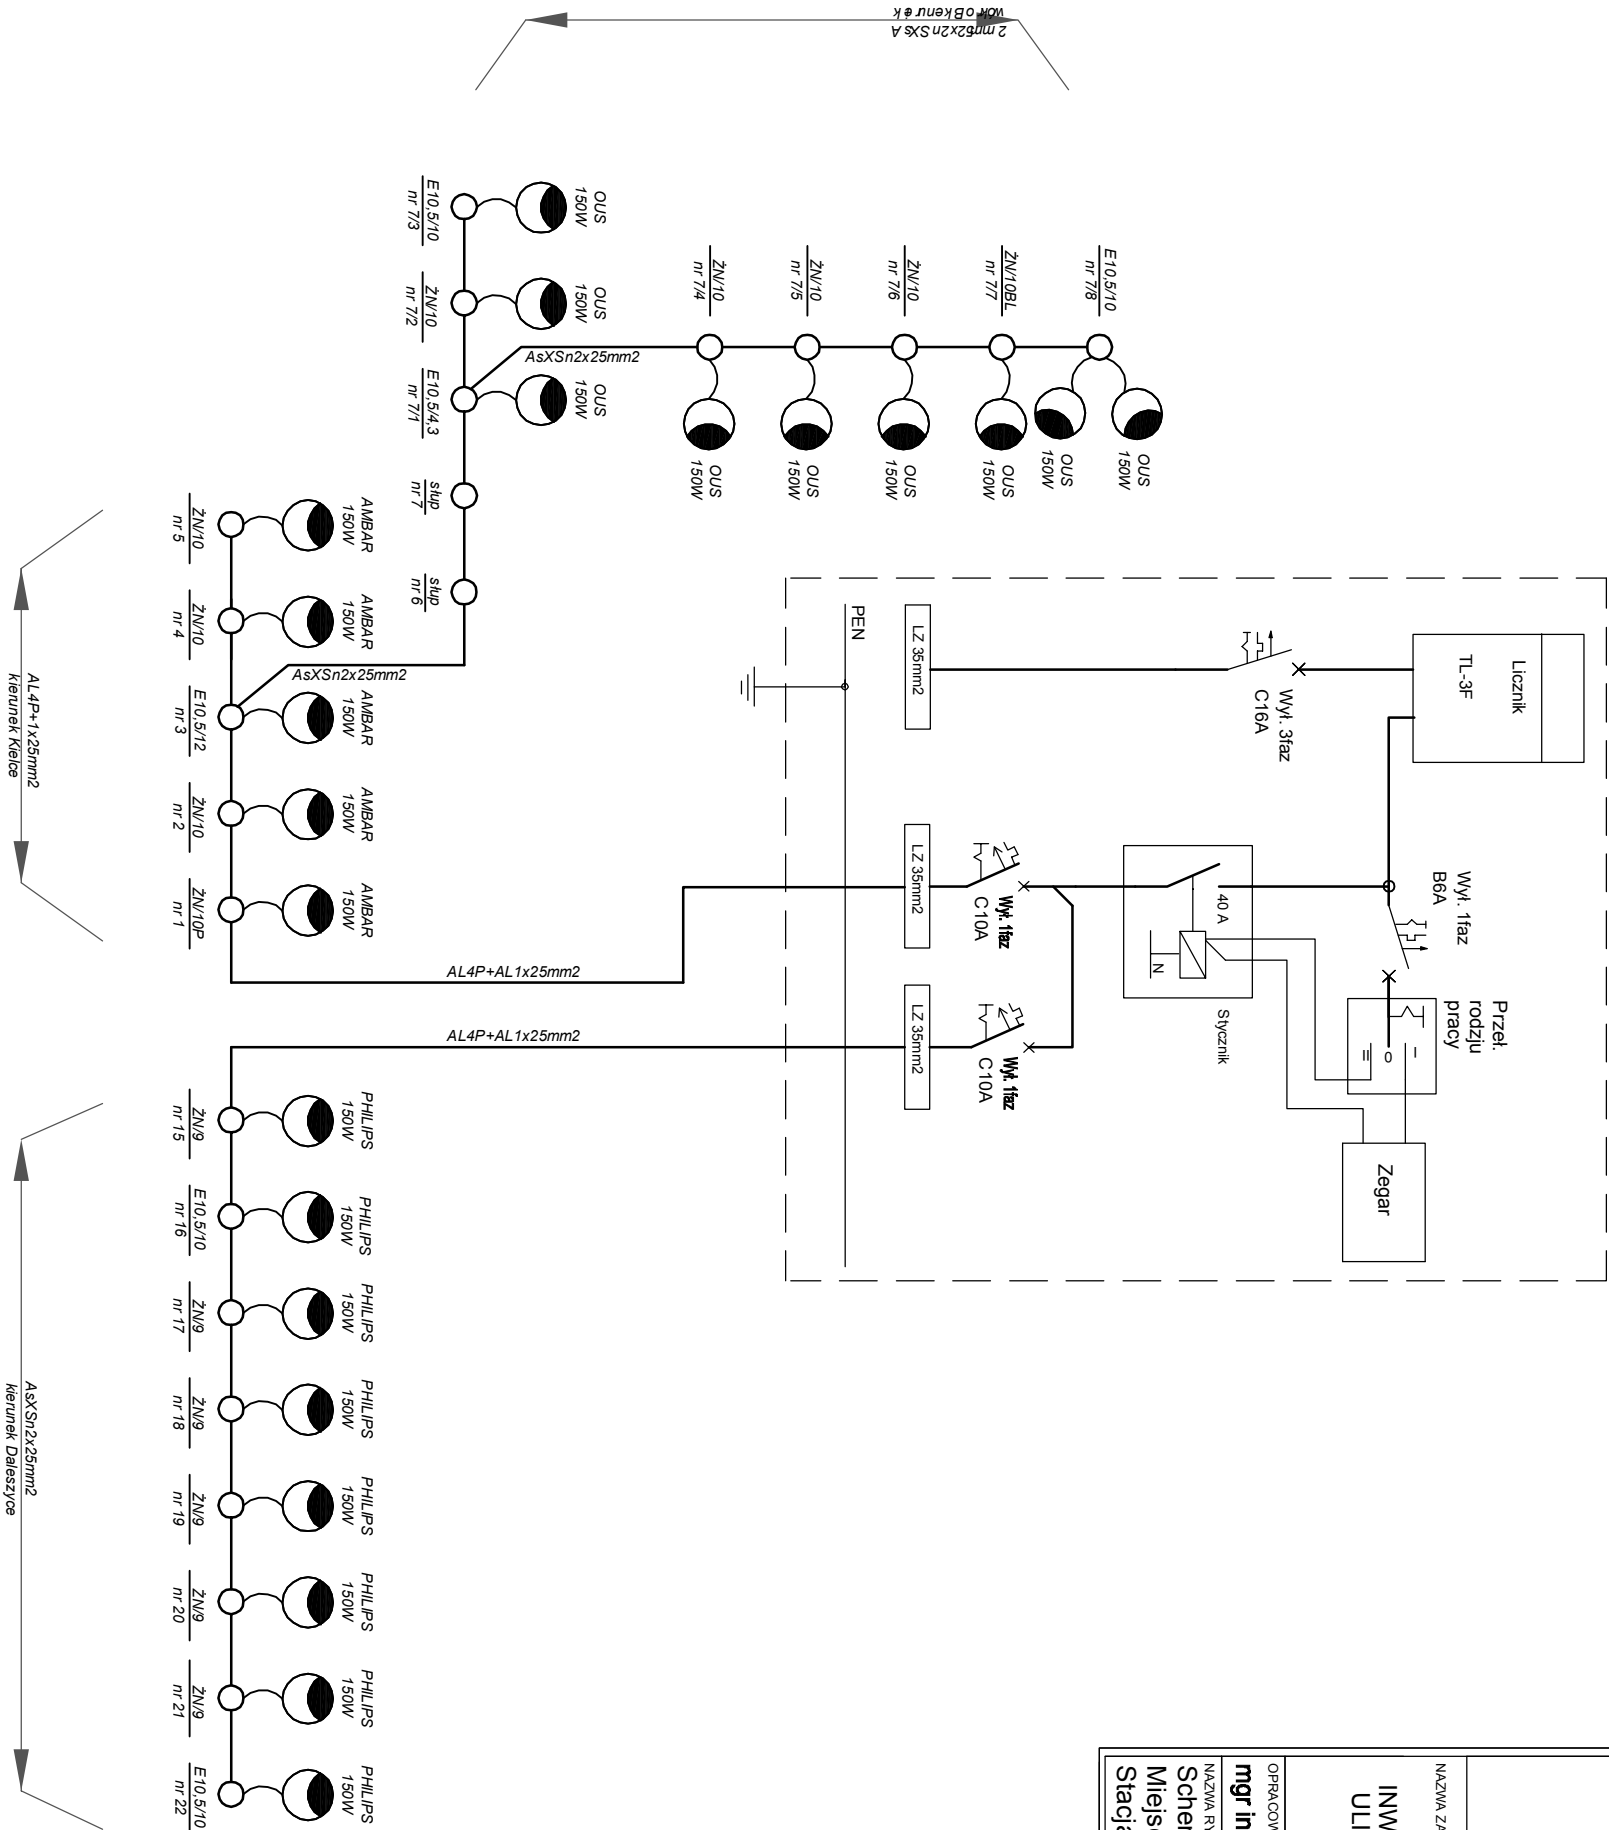 AsXSn2x25mm2
OUS
150W
E10,5/10
nr 7/3
OUS
150W
ŻN/10
nr 7/2
OUS
150W
E10,5/4,3
nr 7/1
słup
nr 7
słup
nr 6
AsXSn2x25mm2
ŻN/10
nr 7/4
ŻN/10
nr 7/5
ŻN/10
nr 7/6
ŻN/10BL
nr 7/7
E10,5/10
nr 7/8
OUS
150W
OUS
150W
OUS
150W
OUS
150W
OUS
150W
OUS
150W
AMBAR
150W
ŻN/10
nr 5
AMBAR
150W
ŻN/10
nr 4
AMBAR
150W
E10,5/12
nr 3
AMBAR
150W
ŻN/10
nr 2
AMBAR
150W
ŻN/10P
nr 1
AL4P+1x25mm2
kierunek Kielce
AL4P+AL1x25mm2
AL4P+AL1x25mm2
PEN
LZ 35mm2
LZ 35mm2
LZ 35mm2
Wył. 3faz
C16A
Licznik
TL-3F
Wył. 1faz
B6A
Wył. 1faz
C10A
Wył. 1faz
C10A
40 A
N
Stycznik
Przeł.
rodzju
pracy
I
0
II
Zegar
PHILIPS
150W
ŻN/9
nr 15
PHILIPS
150W
E10,5/10
nr 16
PHILIPS
150W
ŻN/9
nr 17
PHILIPS
150W
ŻN/9
nr 18
PHILIPS
150W
ŻN/9
nr 19
PHILIPS
150W
ŻN/9
nr 20
PHILIPS
150W
ŻN/9
nr 21
PHILIPS
150W
E10,5/10
nr 22
AsXSn2x25mm2
kierunek Daleszyce
NAZWA ZA
INW
ULI
OPRACOW
mgr in
NAZWA RY
Schem
Miejsc
Stacja